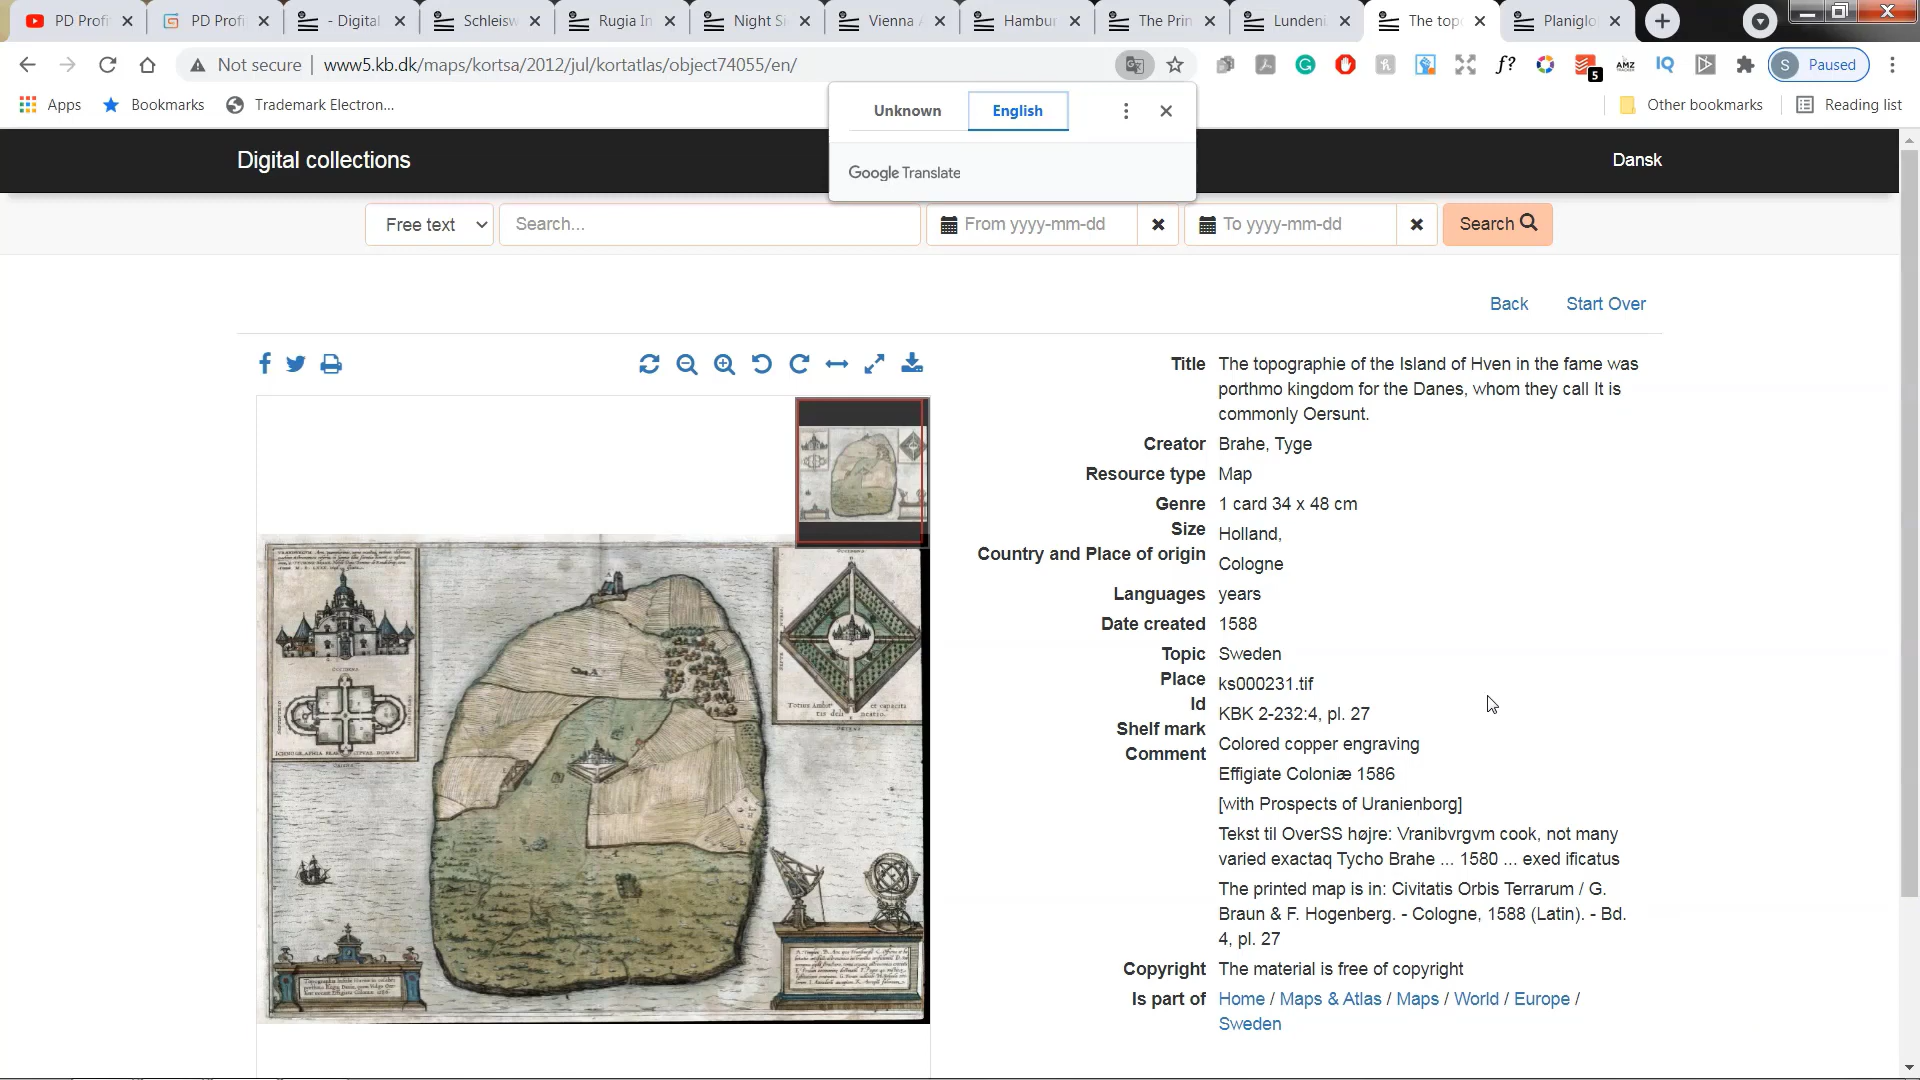 PD Profi
PD Profi
- Digital
Schleisw
Rugia In
Night Si
Vienna A
Hambur
The Prin
Lundeni
The top
Planiglo
Not secure
www5.kb.dk/maps/kortsa/2012/jul/kortatlas/object74055/en/
f?
5
AMZ
IQ
S Paused
Apps
Bookmarks
Trademark Electron...
Other bookmarks
Reading list
Unknown
English
Google Translate
Digital collections
Dansk
Free text
Search...
From yyyy-mm-dd
To yyyy-mm-dd
Search
Back
Start Over
Title The topographie of the Island of Hven in the fame was
porthmo kingdom for the Danes, whom they call It is
commonly Oersunt.
Creator Brahe, Tyge
Resource type Map
Genre 1 card 34 x 48 cm
Size Holland,
Country and Place of origin Cologne
Languages years
Date created 1588
Topic Sweden
Place ks000231.tif
Id KBK 2-232:4, pl. 27
Shelf mark Colored copper engraving
Comment Effigiate Coloniæ 1586
[with Prospects of Uranienborg]
Tekst til OverSS højre: Vranibvrgvm cook, not many
varied exactaq Tycho Brahe ... 1580 ... exed ificatus
The printed map is in: Civitatis Orbis Terrarum / G.
Braun & F. Hogenberg. - Cologne, 1588 (Latin). - Bd.
4, pl. 27
Copyright The material is free of copyright
Is part of Home / Maps & Atlas / Maps / World / Europe /
Sweden